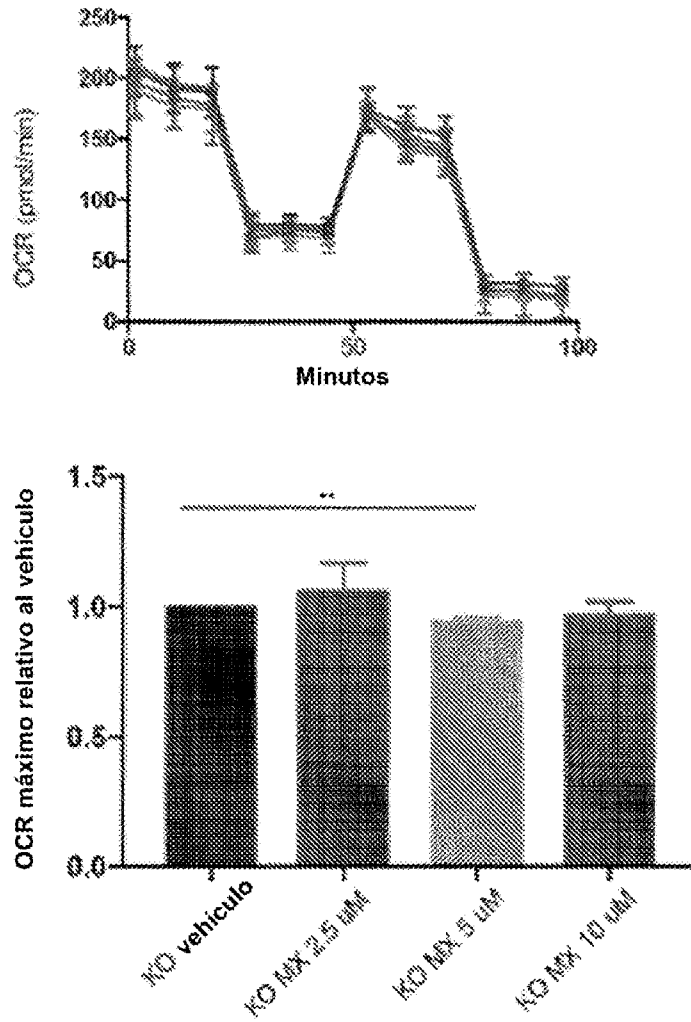 250
200
150
100
50
0
OCR (pmol/min)
0
50
100
Minutos
OCR máximo relativo al vehículo
1.5
1.0
0.5
0.0
**
KO vehículo
KO MX 2.5 uM
KO MX 5 uM
KO MX 10 uM